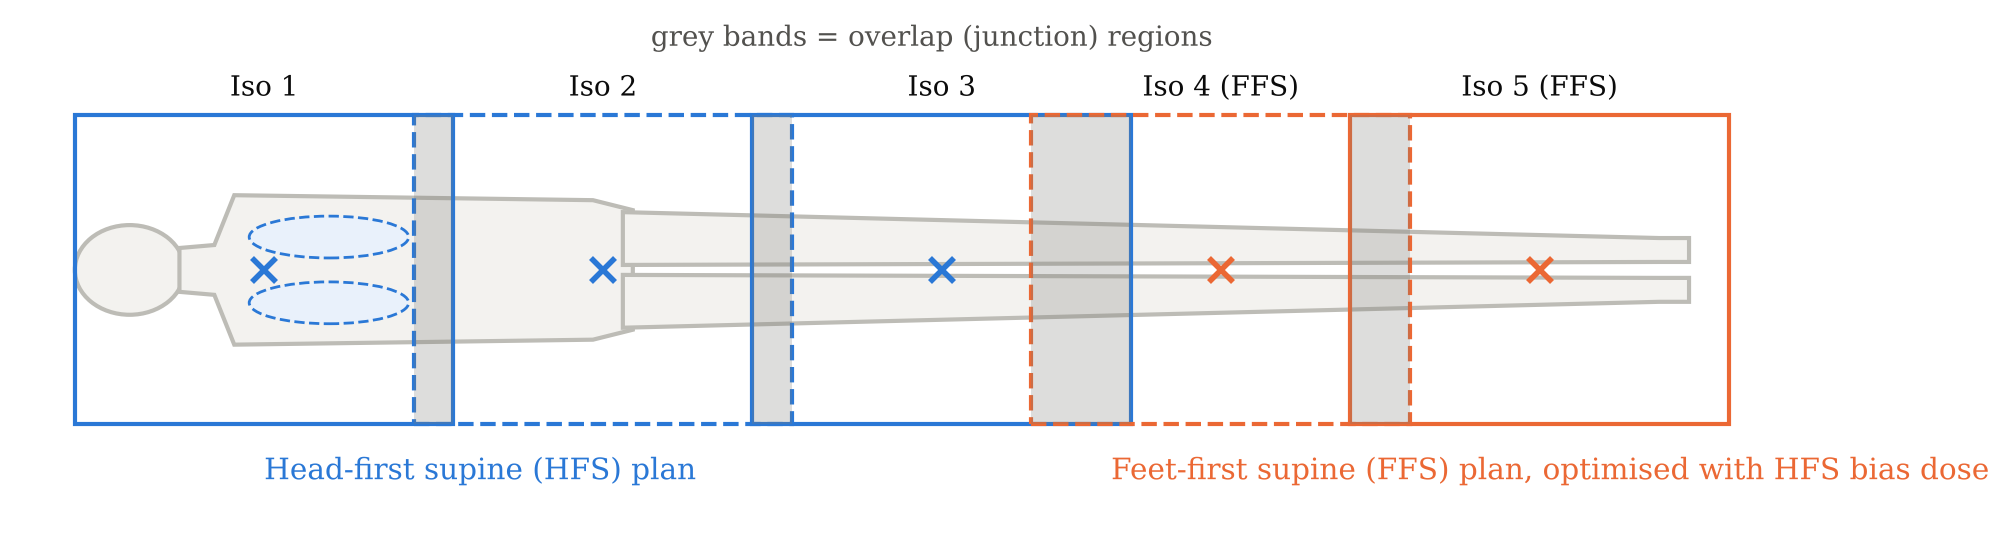 grey bands = overlap (junction) regions
Iso 1
Iso 2
Iso 3
Iso 4 (FFS)
Iso 5 (FFS)
Head-first supine (HFS) plan
Feet-first supine (FFS) plan, optimised with HFS bias dose